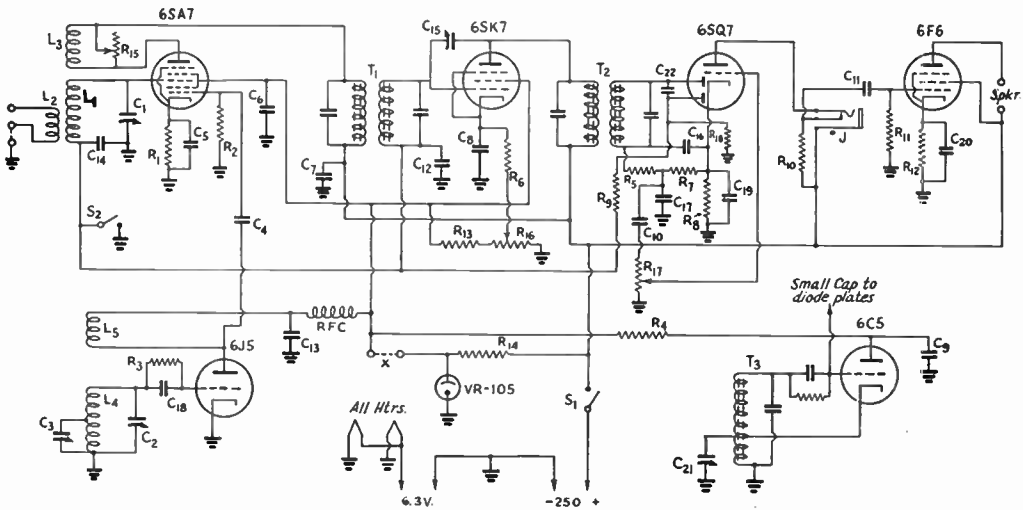 6SA7
6SK7
6SQ7
6F6
L3
R15
C15
T1
T2
C22
C11
Spkr.
L2
L1
C1
C5
R1
R2
C6
C14
C8
C12
R6
C7
C16
R18
R5
R7
R9
C17
C10
R8
C19
R10
J
R11
R12
C20
S2
C4
R13
R16
R17
Small Cap to
diode plates
L5
RFC
C13
R4
6J5
R3
X
R14
6C5
C9
VR-105
T3
L4
C18
C3
C2
All Htrs.
S1
C21
6.3V.
-250 +